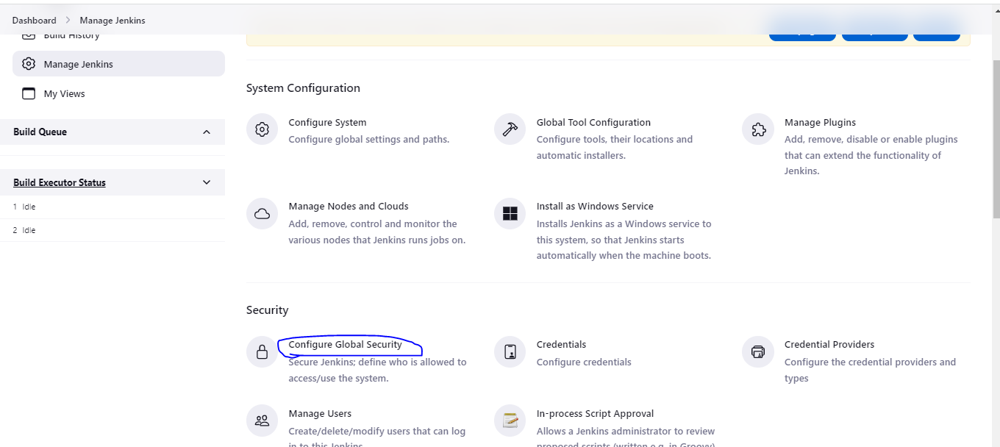 Dashboard > Manage Jenkins
Build History
Manage Jenkins
My Views
Build Queue
Build Executor Status
1 Idle
2 Idle
System Configuration
Configure System
Configure global settings and paths.
Global Tool Configuration
Configure tools, their locations and
automatic installers.
Manage Plugins
Add, remove, disable or enable plugins
that can extend the functionality of
Jenkins.
Manage Nodes and Clouds
Add, remove, control and monitor the
various nodes that Jenkins runs jobs on.
Install as Windows Service
Installs Jenkins as a Windows service to
this system, so that Jenkins starts
automatically when the machine boots.
Security
Configure Global Security
Secure Jenkins; define who is allowed to
access/use the system.
Credentials
Configure credentials
Credential Providers
Configure the credential providers and
types
Manage Users
Create/delete/modify users that can log
in to this Jenkins
In-process Script Approval
Allows a Jenkins administrator to review
proposed scripts (written e.g. in Groovy)